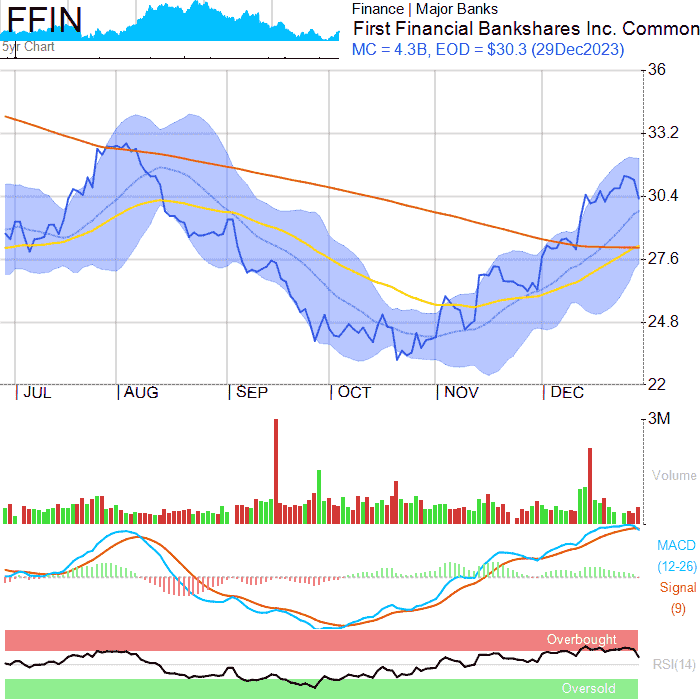 FFIN
5yr Chart
Finance | Major Banks
First Financial Bankshares Inc. Common
MC = 4.3B, EOD = $30.3 (29Dec2023)
36
33.2
30.4
27.6
24.8
22
JUL
AUG
SEP
OCT
NOV
DEC
3M
Volume
MACD
(12-26)
Signal
(9)
Overbought
RSI(14)
Oversold